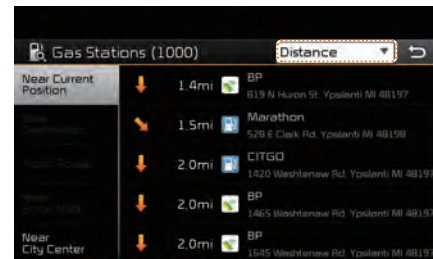 Gas Stations (1000)
Distance
Near Current
Position
1.4mi BP
819 N Huron St. Ypsilanti MI 48197
1.5mi Marathon
528 E Clark Rd. Ypsilanti MI 48198
2.0mi CITGO
1420 Washtenaw Rd. Ypsilanti MI 48197
2.0mi BP
1465 Washtenaw Rd. Ypsilanti MI 48197
Near
City Center
2.0mi BP
1545 Washtenaw Rd. Ypsilanti MI 48197